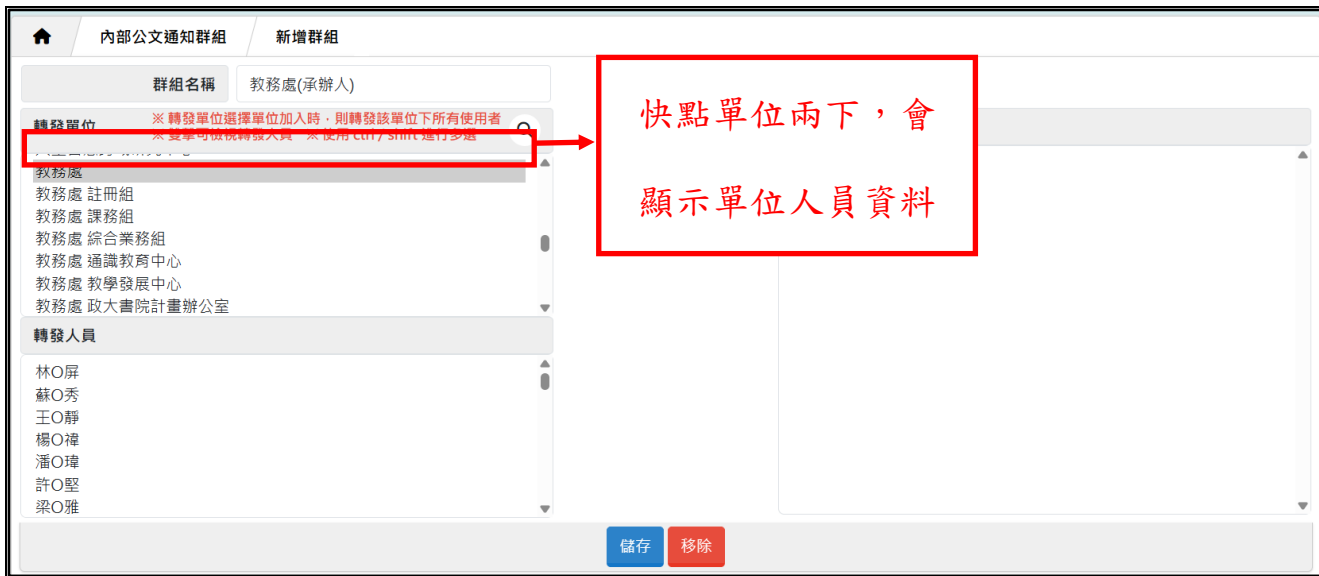 內部公文通知群組
新增群組
群組名稱
教務處(承辦人)
轉發單位
※ 轉發單位選擇單位加入時，則轉發該單位下所有使用者
※ 雙擊可檢視轉發人員 ※ 使用 ctrl / shift 進行多選
教務處
教務處 註冊組
教務處 課務組
教務處 綜合業務組
教務處 通識教育中心
教務處 教學發展中心
教務處 政大書院計畫辦公室
轉發人員
林O屏
蘇O秀
王O靜
楊O禕
潘O瑋
許O堅
梁O雅
快點單位兩下，會
顯示單位人員資料
儲存
移除